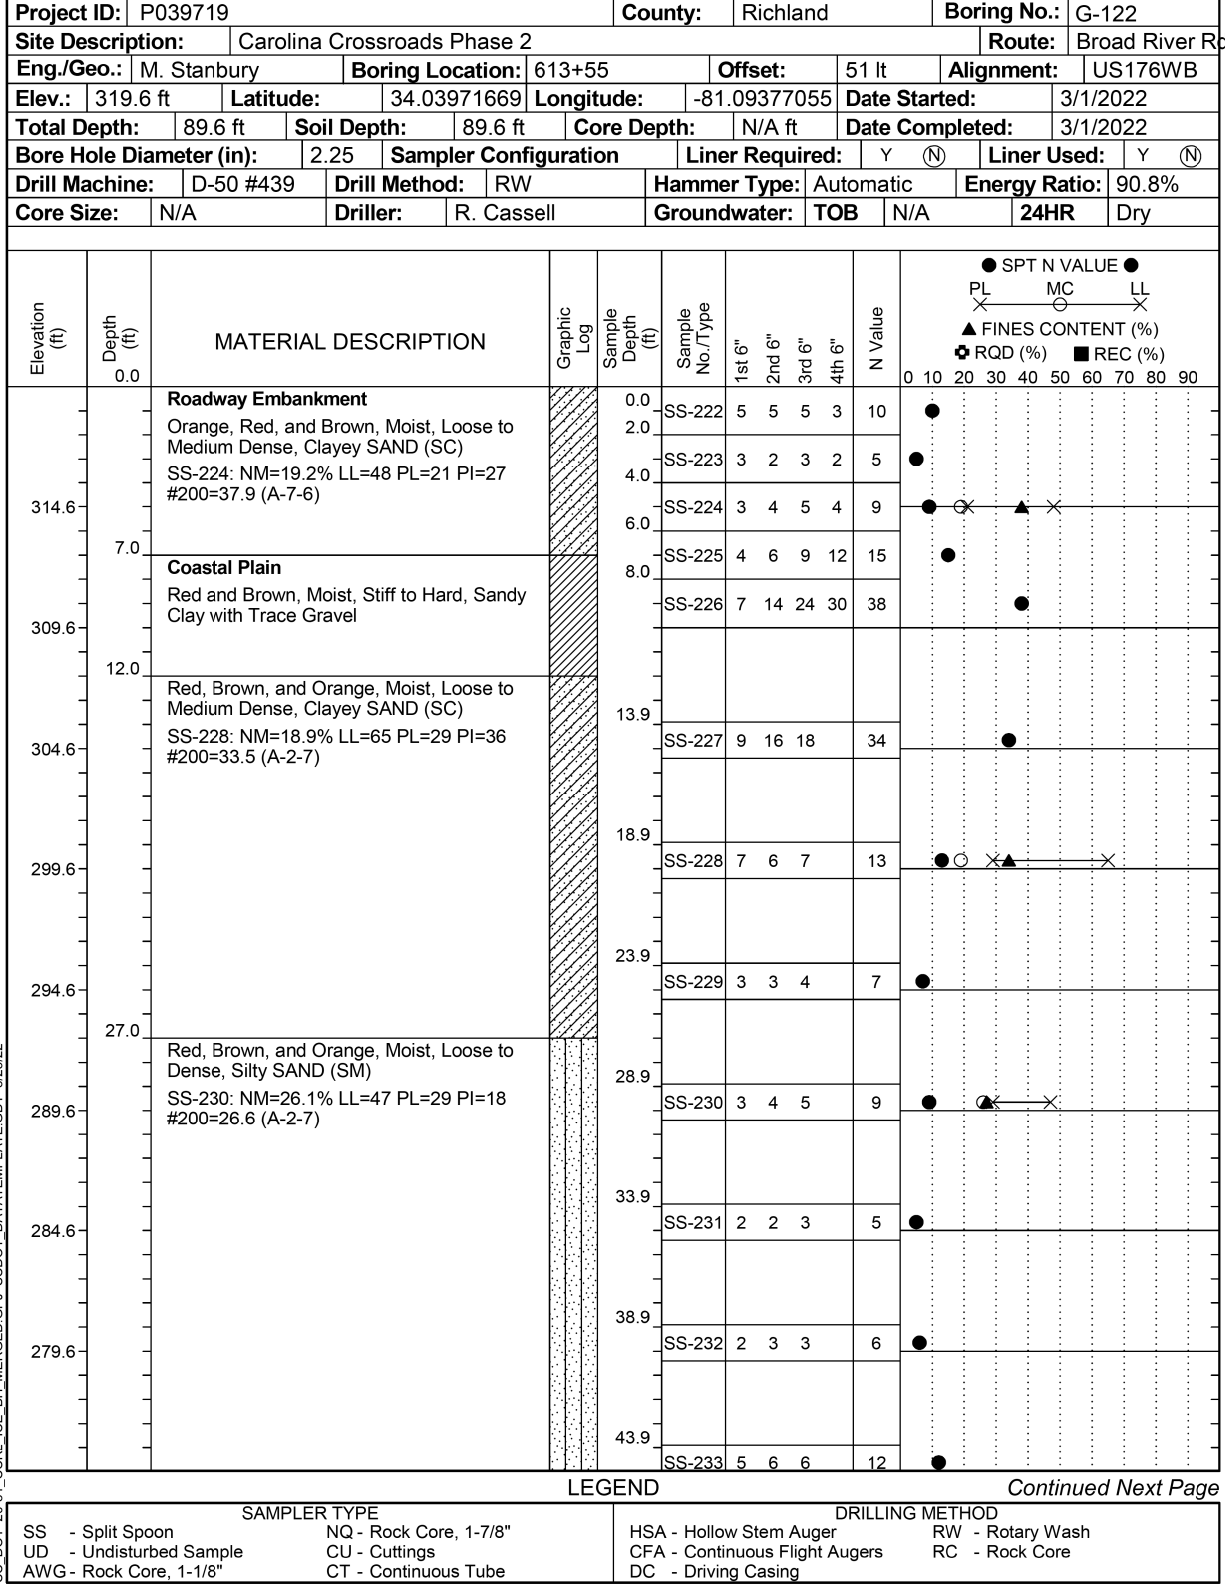 Project ID: P039719 County: Richland Boring No.: G-122
Site Description: Carolina Crossroads Phase 2 Route: Broad River
Eng./Geo.: M. Stanbury Boring Location: 613+55 Offset: 51 lt Alignment: US176WB
Elev.: 319.6 ft Latitude: 34.03971669 Longitude: -81.09377055 Date Started: 3/1/2022
Total Depth: 89.6 ft Soil Depth: 89.6 ft Core Depth: N/A ft Date Completed: 3/1/2022
Bore Hole Diameter (in): 2.25 Sampler Configuration Liner Required: Y N Liner Used: Y N
Drill Machine: D-50 #439 Drill Method: RW Hammer Type: Automatic Energy Ratio: 90.8%
Core Size: N/A Driller: R. Cassell Groundwater: TOB N/A 24HR Dry
Elevation (ft) Depth (ft) MATERIAL DESCRIPTION Graphic Log Sample Depth (ft) Sample No./Type 1st 6" 2nd 6" 3rd 6" 4th 6" N Value
● SPT N VALUE ●
PL MC LL
▲ FINES CONTENT (%)
RQD (%) ■ REC (%)
0 10 20 30 40 50 60 70 80 90
0.0
Roadway Embankment
Orange, Red, and Brown, Moist, Loose to
Medium Dense, Clayey SAND (SC)
SS-224: NM=19.2% LL=48 PL=21 PI=27
#200=37.9 (A-7-6)
0.0
SS-222 5 5 5 3 10
2.0
SS-223 3 2 3 2 5
4.0
314.6
SS-224 3 4 5 4 9
6.0
7.0
Coastal Plain
Red and Brown, Moist, Stiff to Hard, Sandy
Clay with Trace Gravel
SS-225 4 6 9 12 15
8.0
SS-226 7 14 24 30 38
309.6
12.0
Red, Brown, and Orange, Moist, Loose to
Medium Dense, Clayey SAND (SC)
SS-228: NM=18.9% LL=65 PL=29 PI=36
#200=33.5 (A-2-7)
13.9
304.6
SS-227 9 16 18 34
18.9
299.6
SS-228 7 6 7 13
23.9
294.6
SS-229 3 3 4 7
27.0
Red, Brown, and Orange, Moist, Loose to
Dense, Silty SAND (SM)
SS-230: NM=26.1% LL=47 PL=29 PI=18
#200=26.6 (A-2-7)
28.9
289.6
SS-230 3 4 5 9
33.9
284.6
SS-231 2 2 3 5
38.9
279.6
SS-232 2 3 3 6
43.9
SS-233 5 6 6 12
LEGEND
Continued Next Page
SAMPLER TYPE
SS - Split Spoon NQ - Rock Core, 1-7/8"
UD - Undisturbed Sample CU - Cuttings
AWG - Rock Core, 1-1/8" CT - Continuous Tube
DRILLING METHOD
HSA - Hollow Stem Auger RW - Rotary Wash
CFA - Continuous Flight Augers RC - Rock Core
DC - Driving Casing